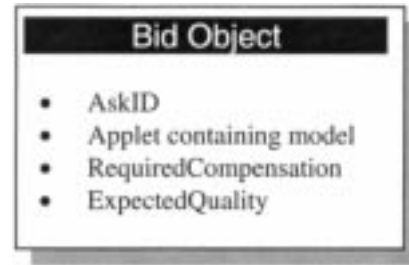 Bid Object
• AskID
• Applet containing model
• RequiredCompensation
• ExpectedQuality